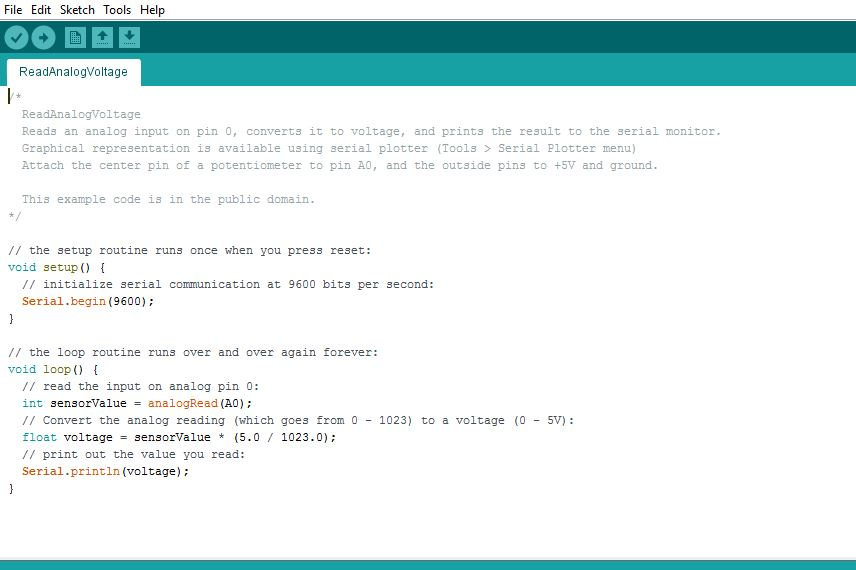 File Edit Sketch Tools Help
ReadAnalogVoltage
/*
  ReadAnalogVoltage
  Reads an analog input on pin 0, converts it to voltage, and prints the result to the serial monitor.
  Graphical representation is available using serial plotter (Tools > Serial Plotter menu)
  Attach the center pin of a potentiometer to pin A0, and the outside pins to +5V and ground.

  This example code is in the public domain.
*/

// the setup routine runs once when you press reset:
void setup() {
  // initialize serial communication at 9600 bits per second:
  Serial.begin(9600);
}

// the loop routine runs over and over again forever:
void loop() {
  // read the input on analog pin 0:
  int sensorValue = analogRead(A0);
  // Convert the analog reading (which goes from 0 - 1023) to a voltage (0 - 5V):
  float voltage = sensorValue * (5.0 / 1023.0);
  // print out the value you read:
  Serial.println(voltage);
}